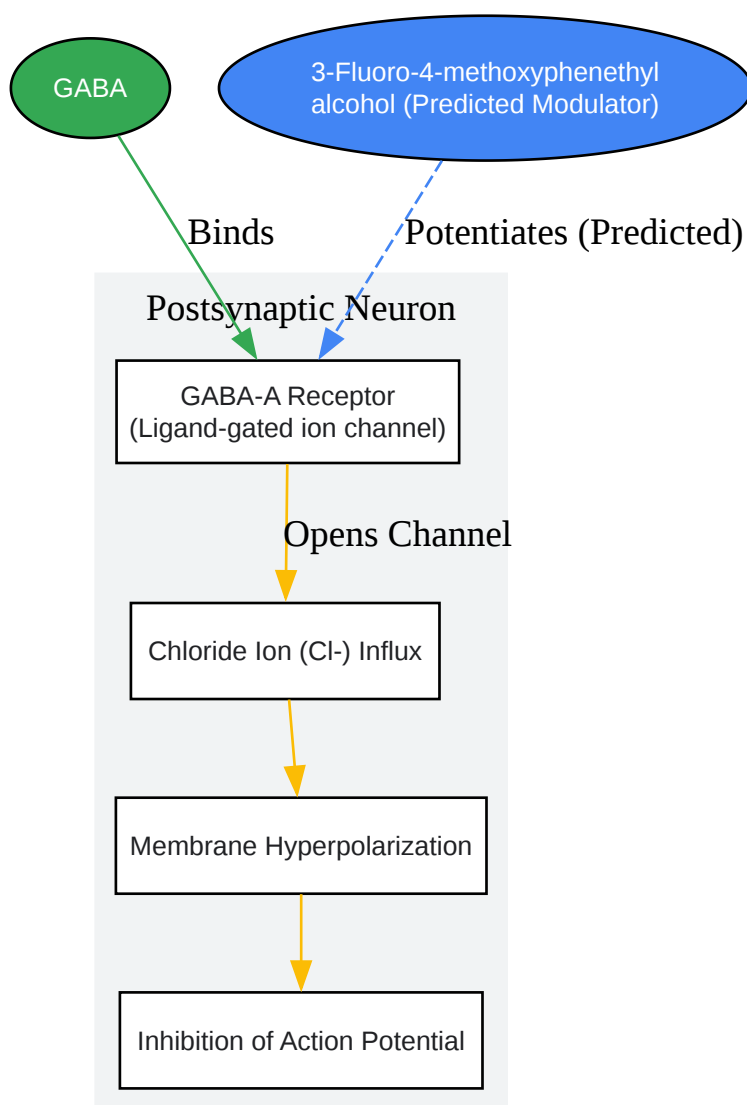 GABA
3-Fluoro-4-methoxyphenethyl
alcohol (Predicted Modulator)
Binds
Potentiates (Predicted)
Postsynaptic Neuron
GABA-A Receptor
(Ligand-gated ion channel)
Opens Channel
Chloride Ion (Cl-) Influx
Membrane Hyperpolarization
Inhibition of Action Potential